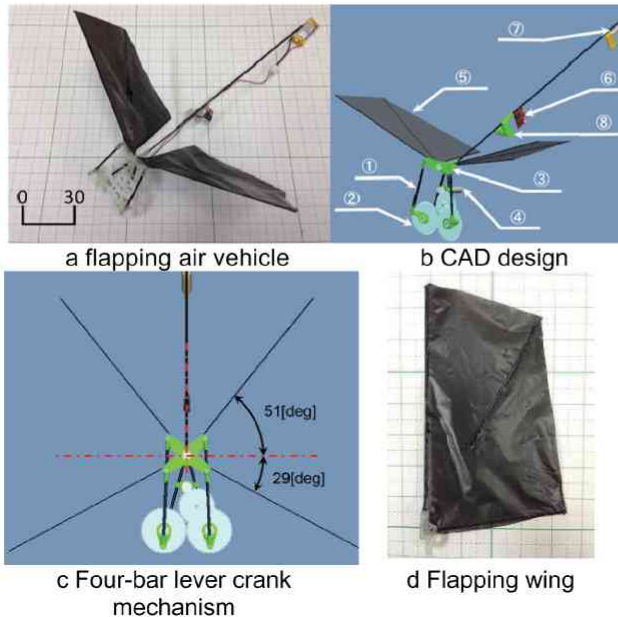 0 30
a flapping air vehicle
⑦
⑤
⑥
⑧
①
③
②
④
b CAD design
51[deg]
29[deg]
c Four-bar lever crank
mechanism
d Flapping wing